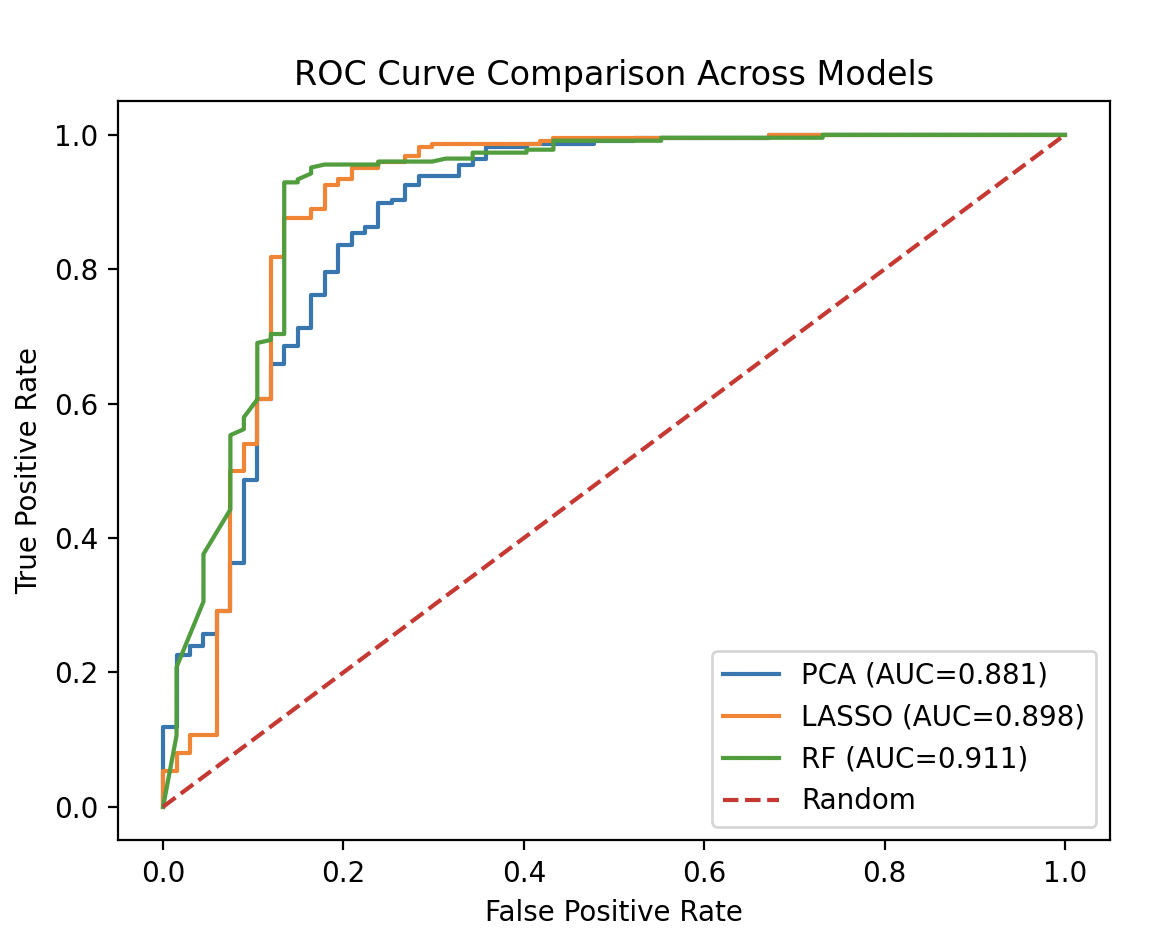 ROC Curve Comparison Across Models
True Positive Rate
1.0
0.8
0.6
0.4
0.2
0.0
PCA (AUC=0.881)
LASSO (AUC=0.898)
RF (AUC=0.911)
Random
0.0 0.2 0.4 0.6 0.8 1.0
False Positive Rate